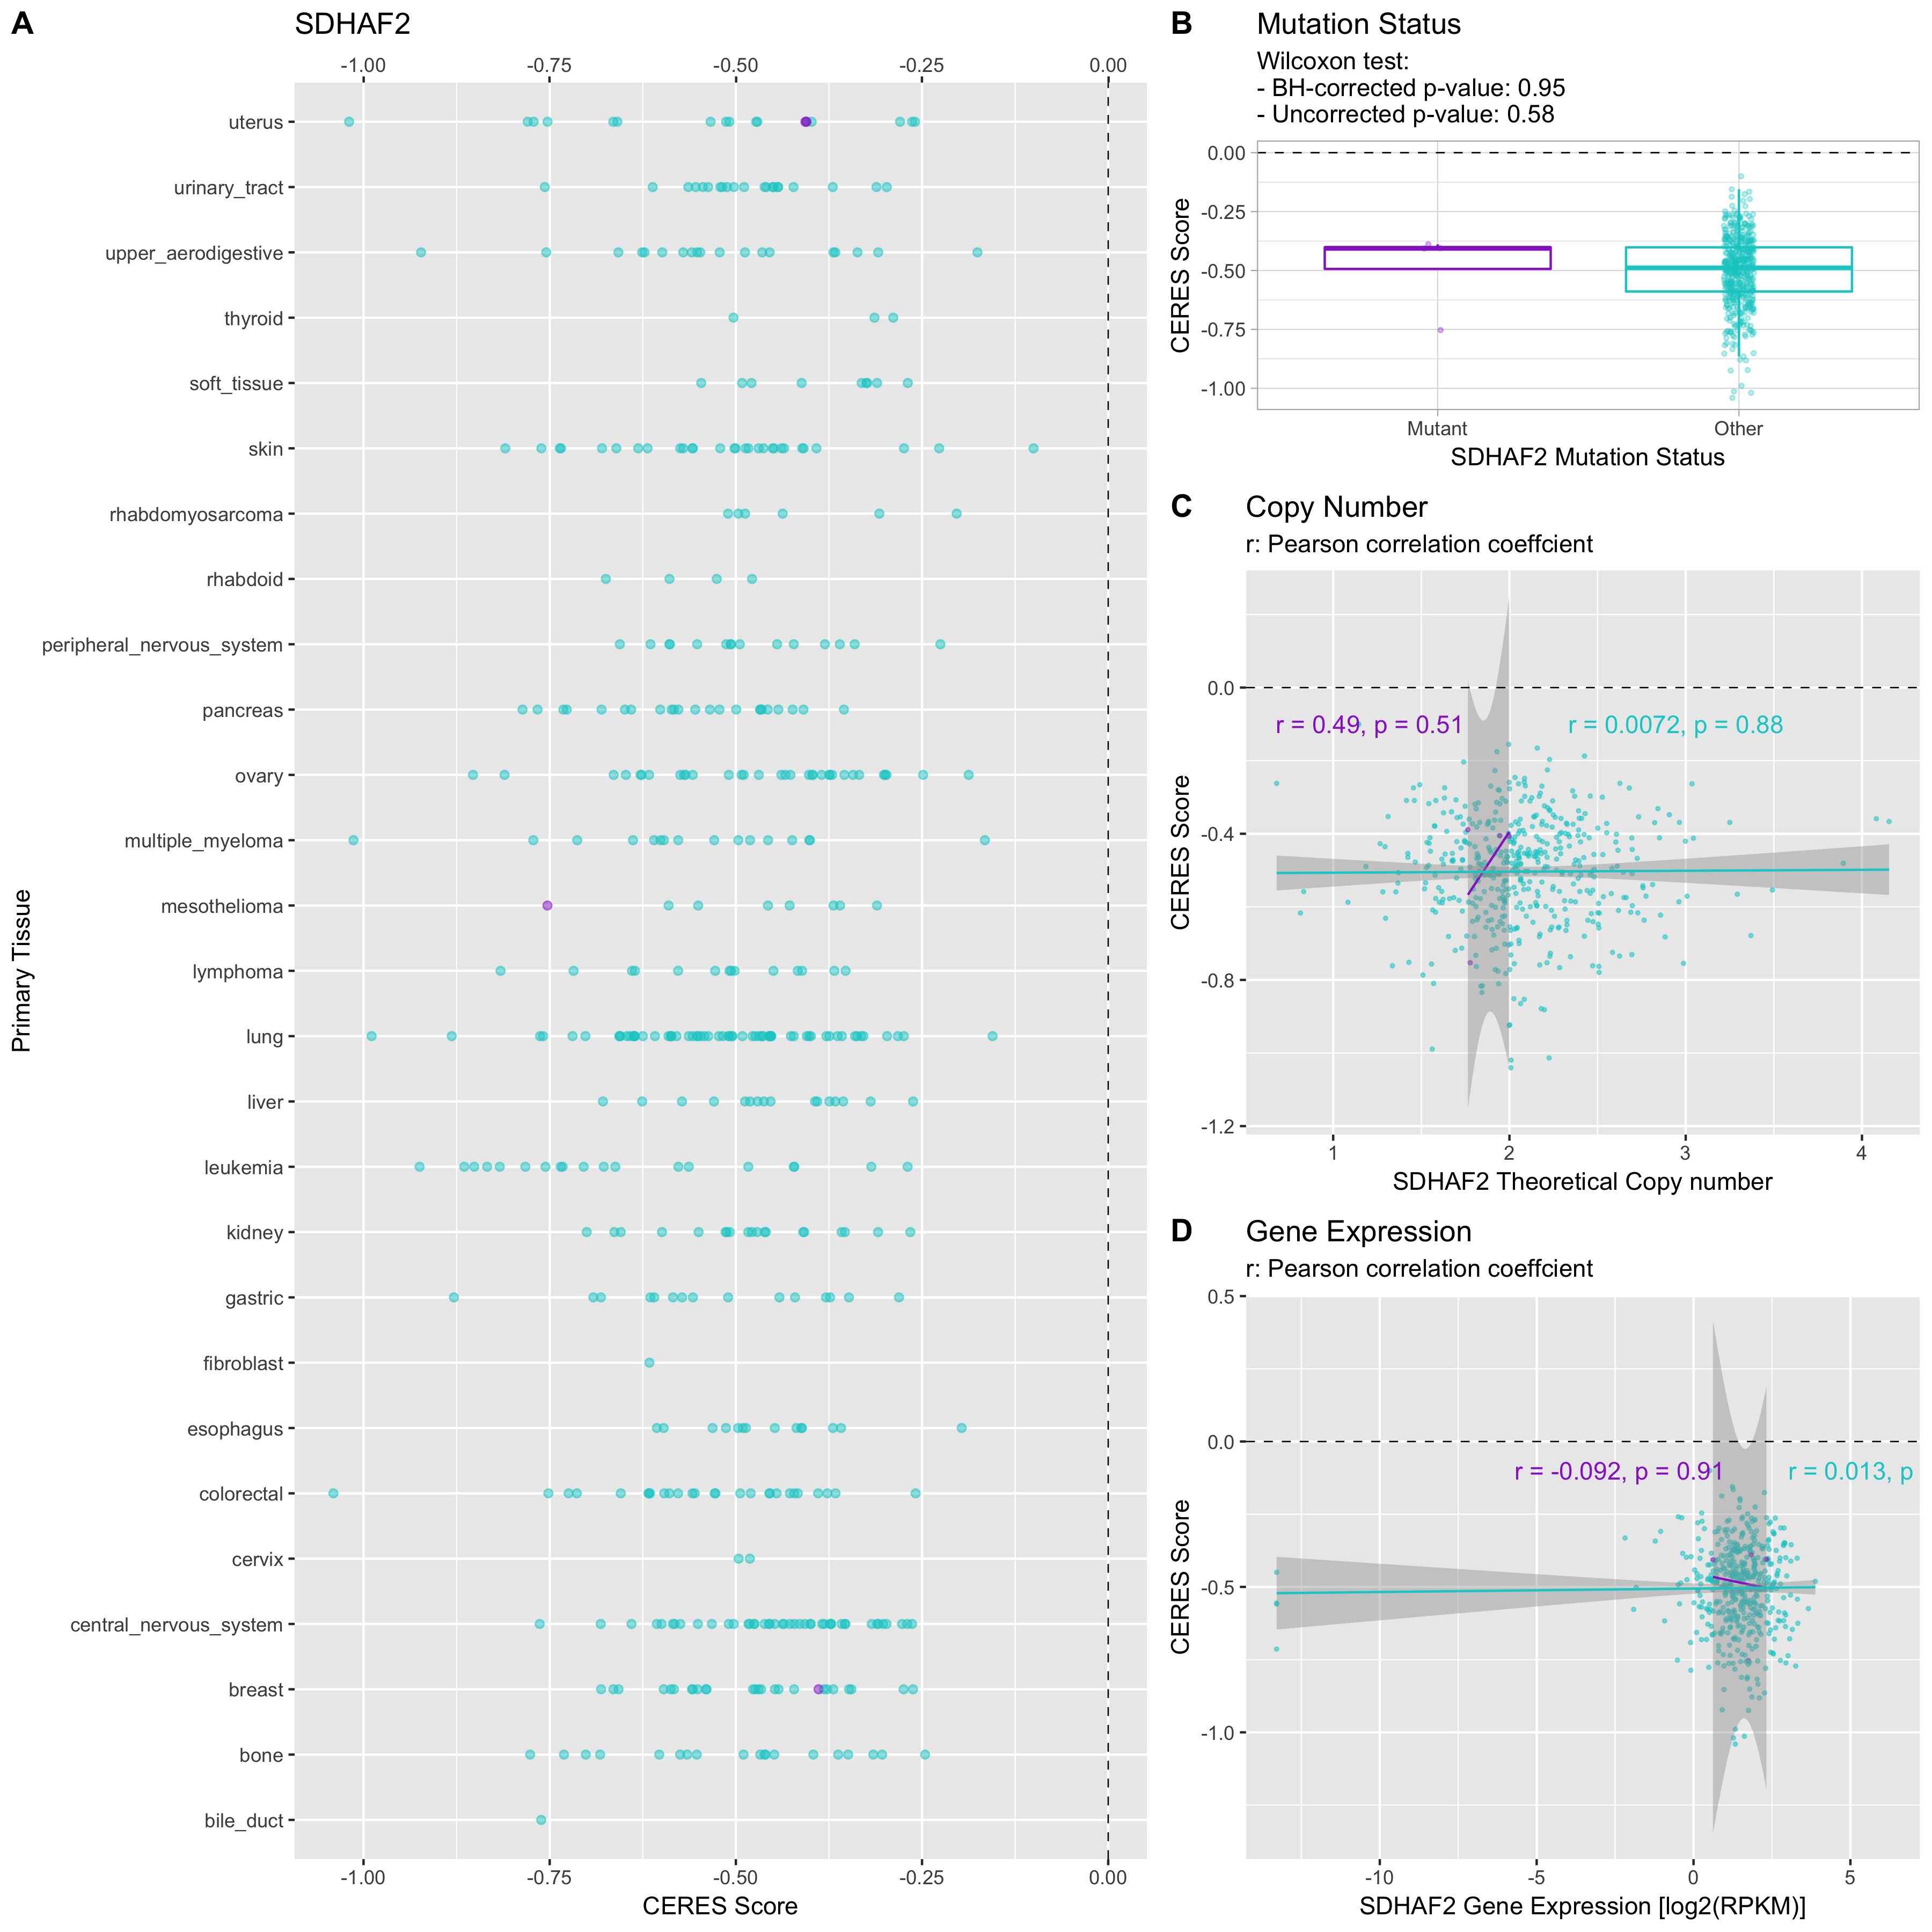 A
SDHAF2
-1.00 -0.75 -0.50 -0.25 0.00
Primary Tissue
uterus
urinary_tract
upper_aerodigestive
thyroid
soft_tissue
skin
rhabdomyosarcoma
rhabdoid
peripheral_nervous_system
pancreas
ovary
multiple_myeloma
mesothelioma
lymphoma
lung
liver
leukemia
kidney
gastric
fibroblast
esophagus
colorectal
cervix
central_nervous_system
breast
bone
bile_duct
-1.00 -0.75 -0.50 -0.25 0.00
CERES Score
B
Mutation Status
Wilcoxon test:
- BH-corrected p-value: 0.95
- Uncorrected p-value: 0.58
CERES Score
0.00
-0.25
-0.50
-0.75
-1.00
Mutant Other
SDHAF2 Mutation Status
C
Copy Number
r: Pearson correlation coeffcient
CERES Score
0.0
-0.4
-0.8
-1.2
r = 0.49, p = 0.51 r = 0.0072, p = 0.88
1 2 3 4
SDHAF2 Theoretical Copy number
D
Gene Expression
r: Pearson correlation coeffcient
CERES Score
0.5
0.0
-0.5
-1.0
r = -0.092, p = 0.91 r = 0.013, p
-10 -5 0 5
SDHAF2 Gene Expression [log2(RPKM)]